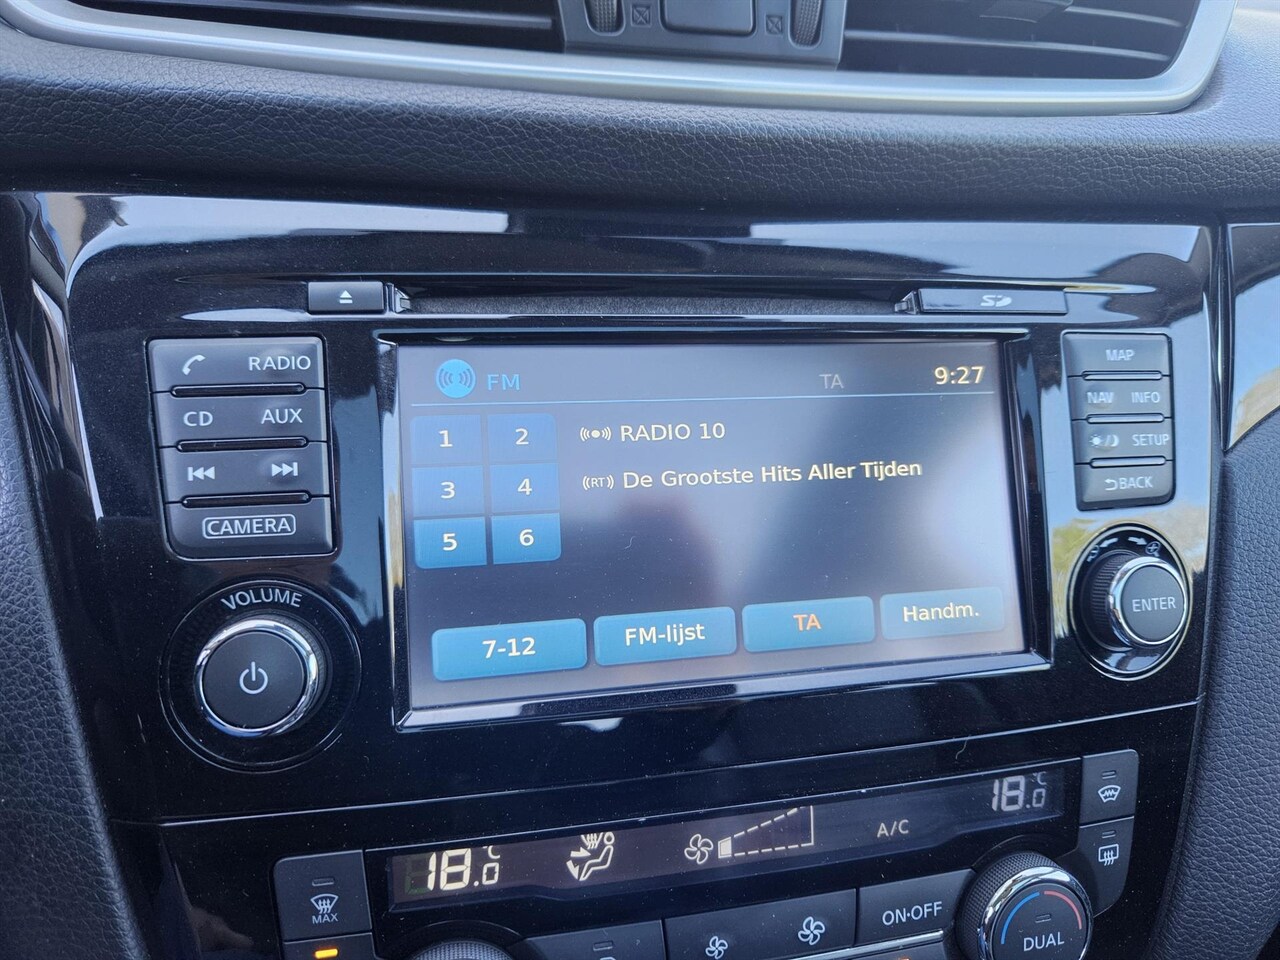 SD
RADIO
CD AUX
CAMERA
VOLUME
FM TA 9:27
1 2 RADIO 10
3 4 RT De Grootste Hits Aller Tijden
5 6
7-12 FM-lijst TA Handm.
MAP
NAV INFO
SETUP
BACK
ENTER
18.0 °C A/C 18.0 °C
MAX
ON·OFF
DUAL